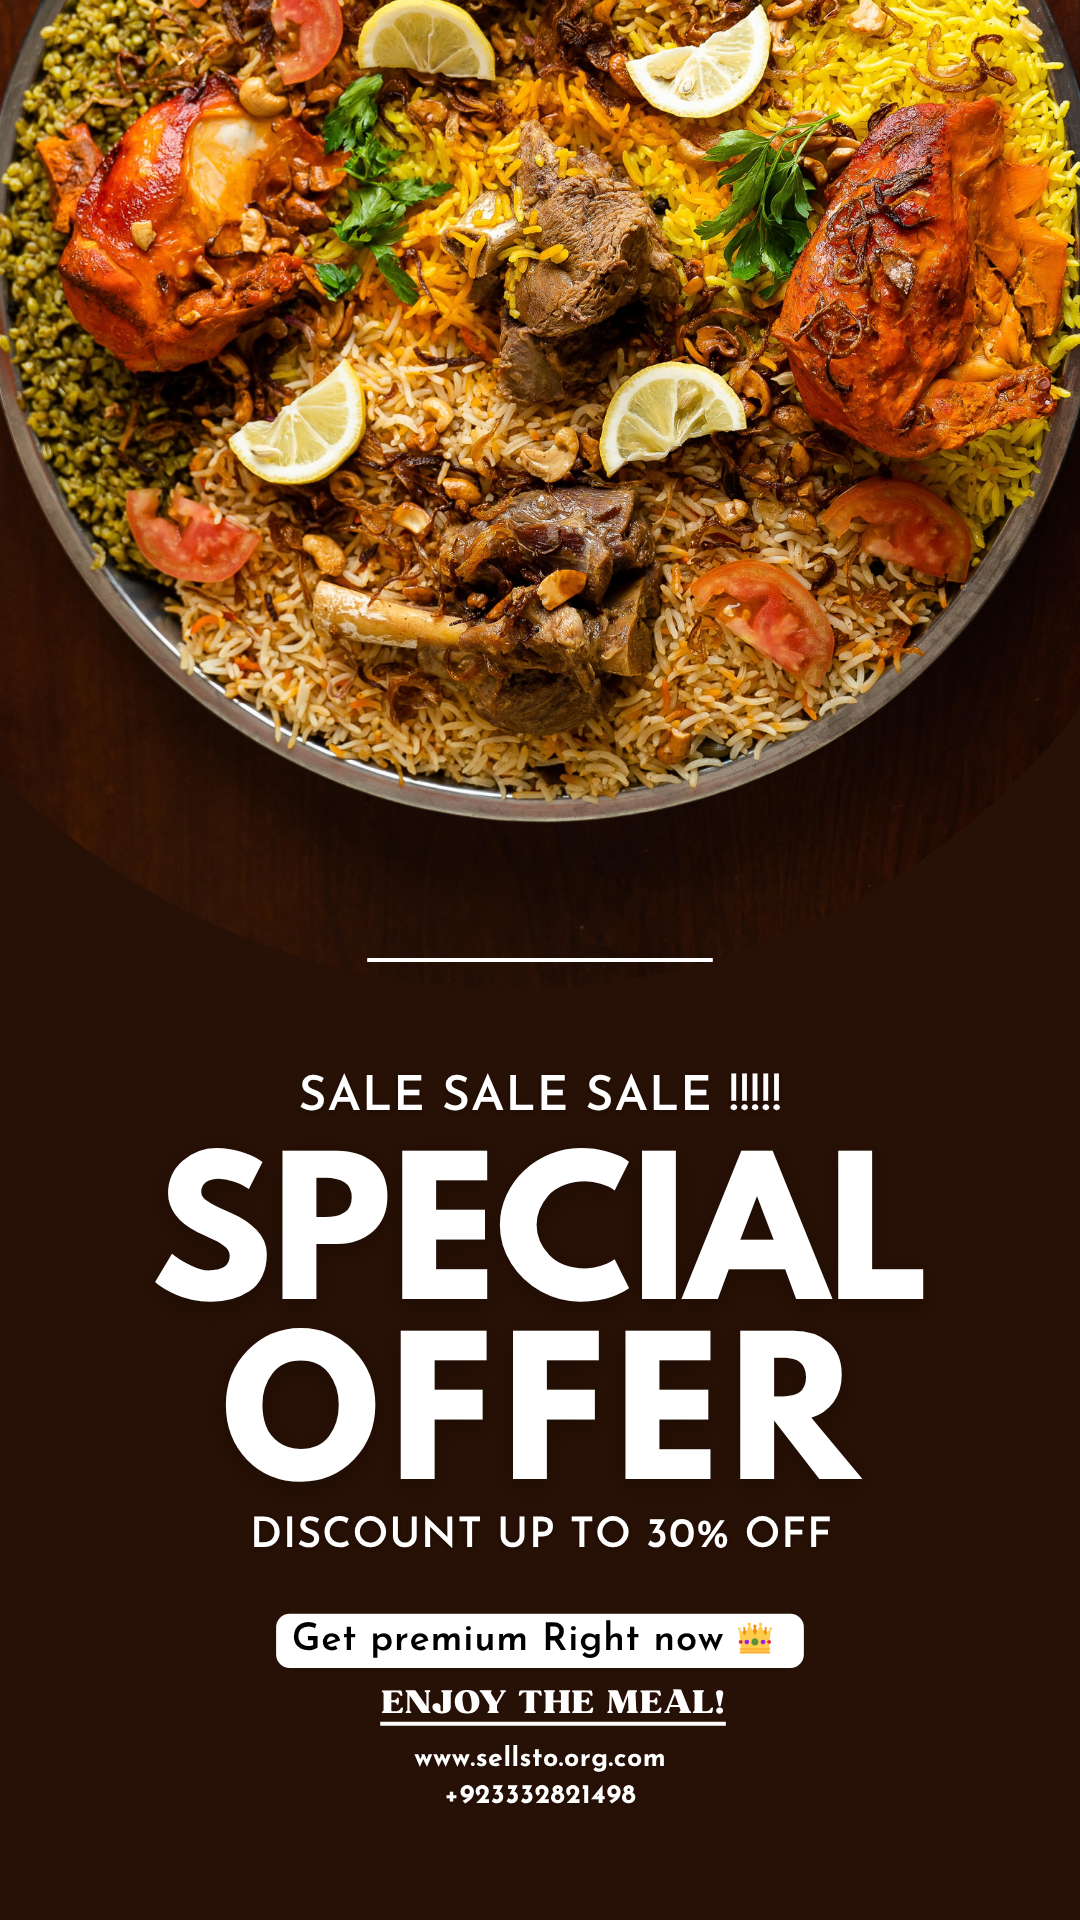 SALE SALE SALE !!!!!
SPECIAL
OFFER
DISCOUNT UP TO 30% OFF
Get premium Right now 👑
ENJOY THE MEAL!
www.sellsto.org.com
+923332821498